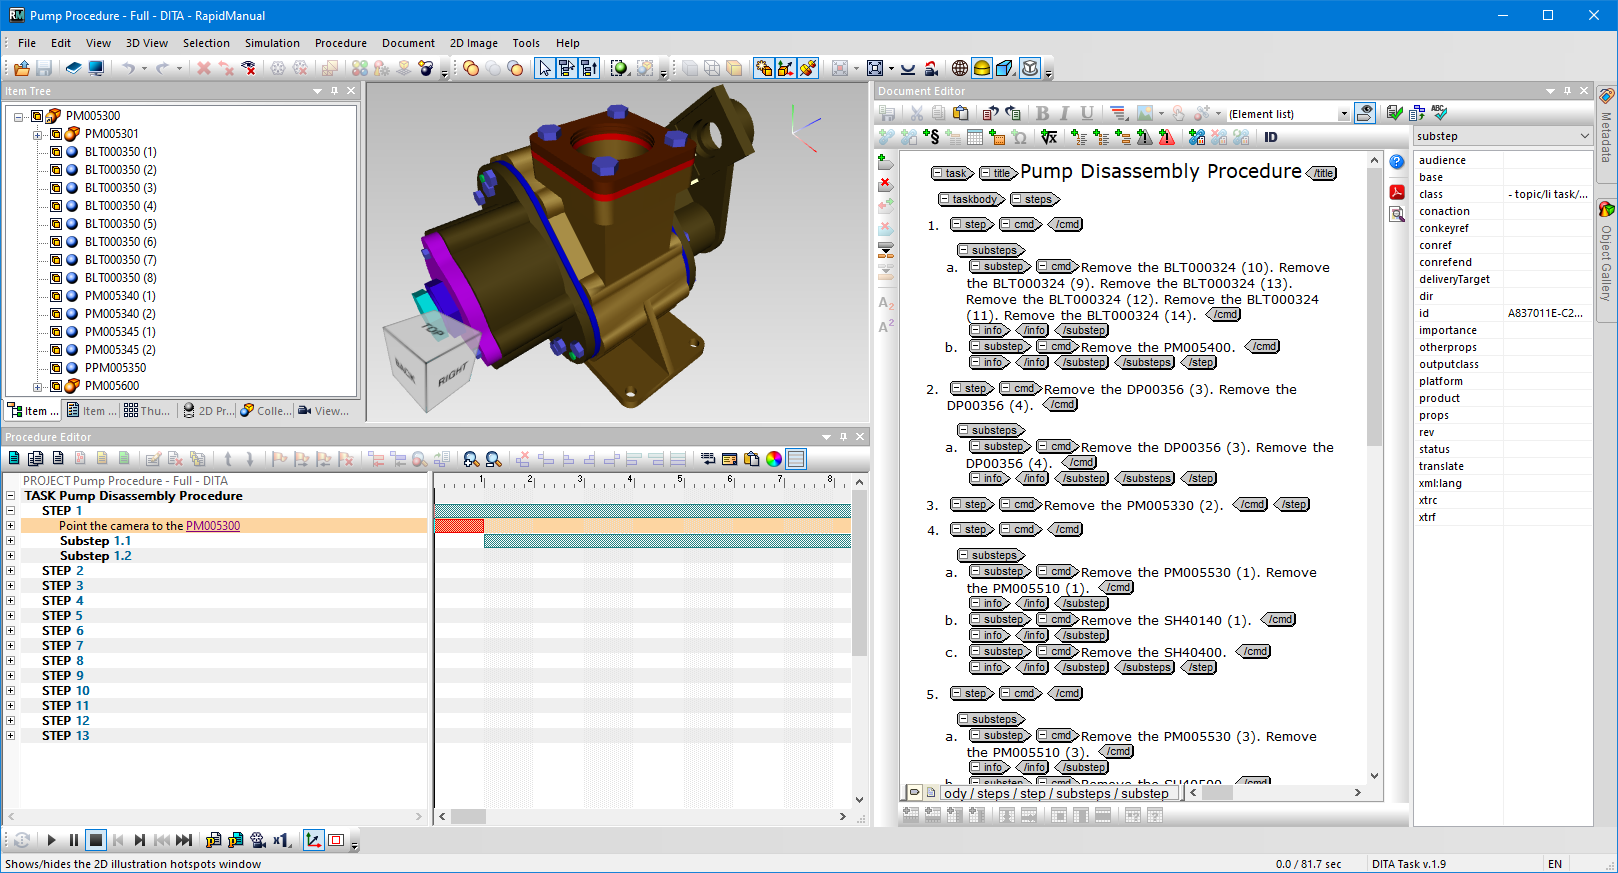 Pump Procedure - Full - DITA - RapidManual
File Edit View 3D View Selection Simulation Procedure Document 2D Image Tools Help
Item Tree
PM005300
PM005301
BLT000350 (1)
BLT000350 (2)
BLT000350 (3)
BLT000350 (4)
BLT000350 (5)
BLT000350 (6)
BLT000350 (7)
BLT000350 (8)
PM005340 (1)
PM005340 (2)
PM005345 (1)
PM005345 (2)
PPM005350
PM005600
Item ... Item ... Thu... 2D Pr... Colle... View...
TOP
BACK
RIGHT
Procedure Editor
PROJECT Pump Procedure - Full - DITA
TASK Pump Disassembly Procedure
STEP 1
Point the camera to the PM005300
Substep 1.1
Substep 1.2
STEP 2
STEP 3
STEP 4
STEP 5
STEP 6
STEP 7
STEP 8
STEP 9
STEP 10
STEP 11
STEP 12
STEP 13
1 2 3 4 5 6 7 8
x1
Shows/hides the 2D illustration hotspots window
Document Editor
B I U (Element list) ABC
§ Ω √x ID
task title Pump Disassembly Procedure /title
taskbody steps
1. step cmd /cmd
substeps
a. substep cmd Remove the BLT000324 (10). Remove
the BLT000324 (9). Remove the BLT000324 (13).
Remove the BLT000324 (12). Remove the BLT000324
(11). Remove the BLT000324 (14). /cmd
info /info /substep
b. substep cmd Remove the PM005400. /cmd
info /info /substep /substeps /step
2. step cmd Remove the DP00356 (3). Remove the
DP00356 (4). /cmd
substeps
a. substep cmd Remove the DP00356 (3). Remove the
DP00356 (4). /cmd
info /info /substep /substeps /step
3. step cmd Remove the PM005330 (2). /cmd /step
4. step cmd /cmd
substeps
a. substep cmd Remove the PM005530 (1). Remove
the PM005510 (1). /cmd
info /info /substep
b. substep cmd Remove the SH40140 (1). /cmd
info /info /substep
c. substep cmd Remove the SH40400. /cmd
info /info /substep /substeps /step
5. step cmd /cmd
substeps
a. substep cmd Remove the PM005530 (3). Remove
the PM005510 (3). /cmd
info /info /substep
b. substep cmd Remove the SH40500. /cmd
ody / steps / step / substeps / substep
A2
A2
substep
audience
base
class - topic/li task/...
conaction
conkeyref
conref
conrefend
deliveryTarget
dir
id A837011E-C2...
importance
otherprops
outputclass
platform
product
props
rev
status
translate
xml:lang
xtrc
xtrf
Metadata
Object Gallery
0.0 / 81.7 sec
DITA Task v.1.9
EN